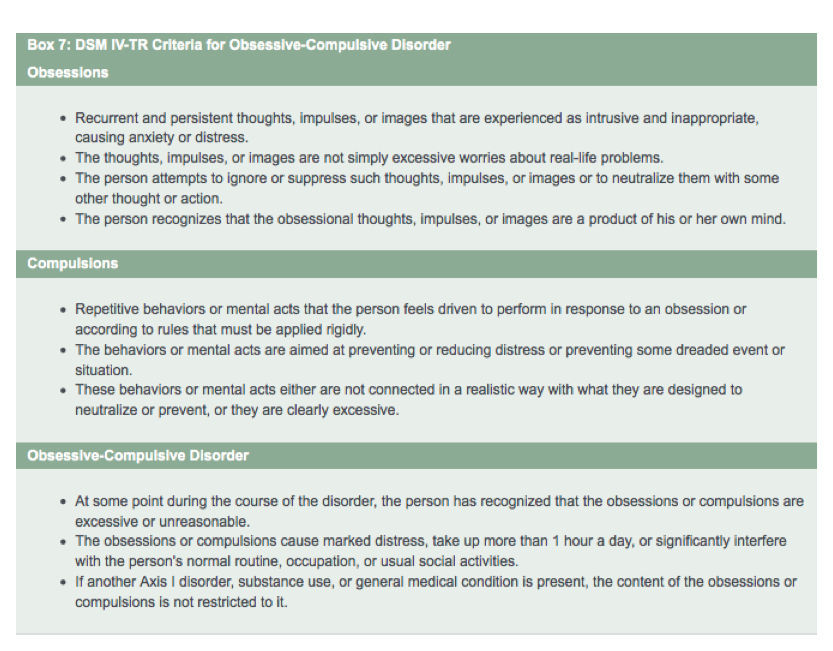 Box 7: DSM IV-TR Criteria for Obsessive-Compulsive Disorder
Obsessions
• Recurrent and persistent thoughts, impulses, or images that are experienced as intrusive and inappropriate,
causing anxiety or distress.
• The thoughts, impulses, or images are not simply excessive worries about real-life problems.
• The person attempts to ignore or suppress such thoughts, impulses, or images or to neutralize them with some
other thought or action.
• The person recognizes that the obsessional thoughts, impulses, or images are a product of his or her own mind.
Compulsions
• Repetitive behaviors or mental acts that the person feels driven to perform in response to an obsession or
according to rules that must be applied rigidly.
• The behaviors or mental acts are aimed at preventing or reducing distress or preventing some dreaded event or
situation.
• These behaviors or mental acts either are not connected in a realistic way with what they are designed to
neutralize or prevent, or they are clearly excessive.
Obsessive-Compulsive Disorder
• At some point during the course of the disorder, the person has recognized that the obsessions or compulsions are
excessive or unreasonable.
• The obsessions or compulsions cause marked distress, take up more than 1 hour a day, or significantly interfere
with the person's normal routine, occupation, or usual social activities.
• If another Axis I disorder, substance use, or general medical condition is present, the content of the obsessions or
compulsions is not restricted to it.